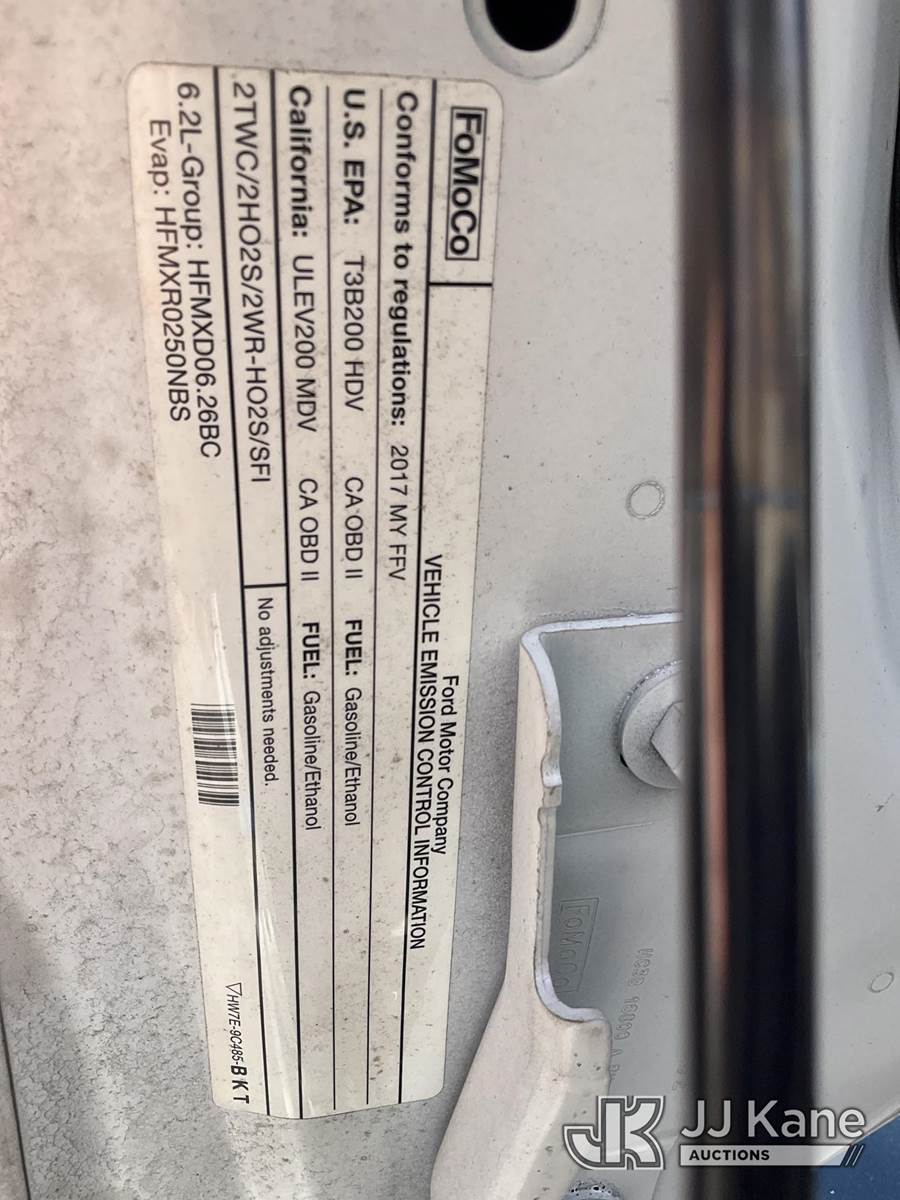 FoMoCo
Ford Motor Company
VEHICLE EMISSION CONTROL INFORMATION
Conforms to regulations: 2017 MY FFV
U.S. EPA: T3B200 HDV CA OBD II FUEL: Gasoline/Ethanol
California: ULEV200 MDV CA OBD II FUEL: Gasoline/Ethanol
2TWC/2HO2S/2WR-HO2S/SFI
No adjustments needed.
6.2L-Group: HFMXD06.26BC
Evap: HFMXR0250NBS
HW7E-9C485-BKT
FoMoCo
JK JJ Kane
AUCTIONS